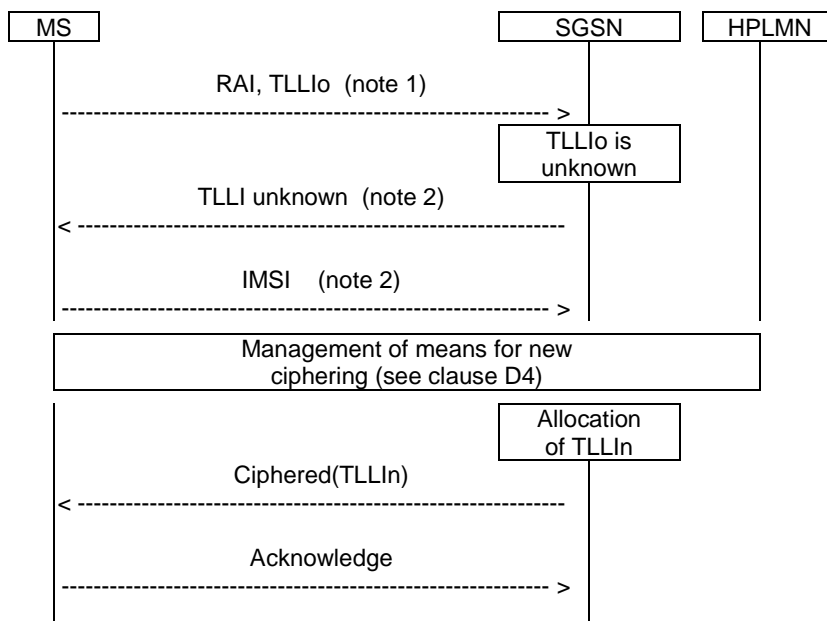 MS SGSN HPLMN
RAI, TLLIo (note 1)
TLLIo is
unknown
TLLI unknown (note 2)
IMSI (note 2)
Management of means for new
ciphering (see clause D4)
Allocation
of TLLIn
Ciphered(TLLIn)
Acknowledge